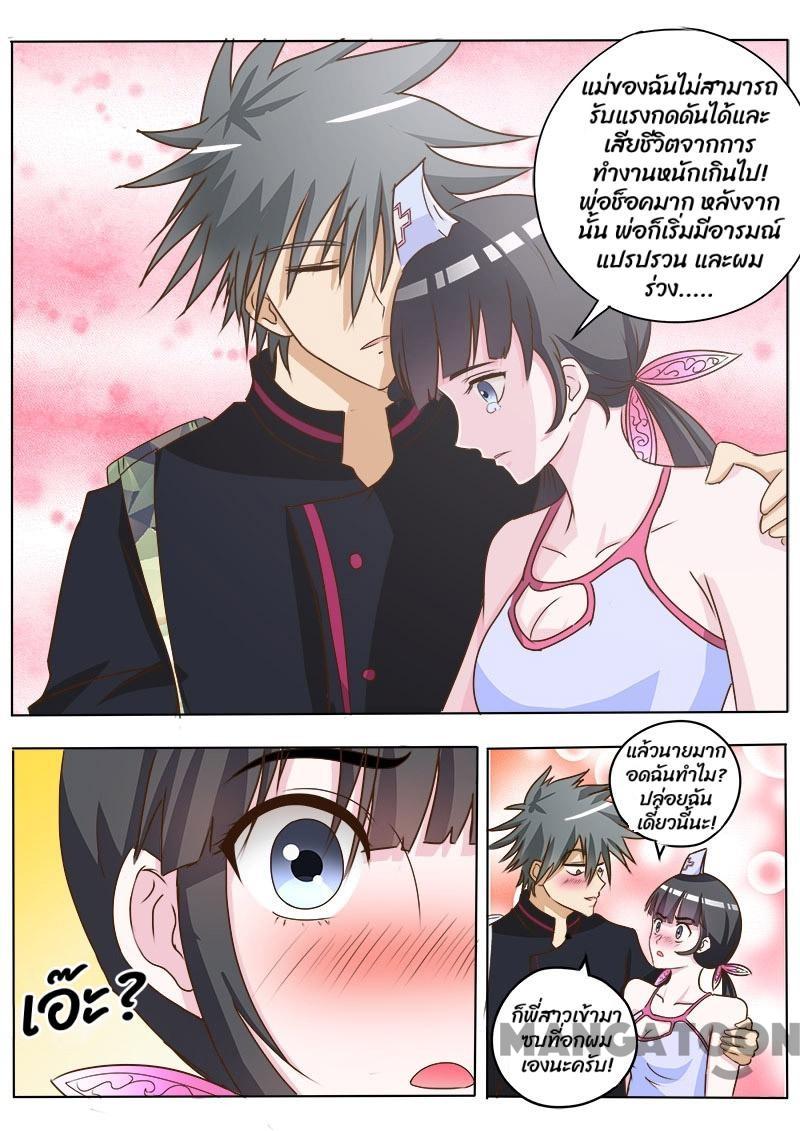 แม่ของฉันไม่สามารถ
รับแรงกดดันได้และ
เสียชีวิตจากการ
ทำงานหนักเกินไป!
พ่อช็อคมาก หลังจาก
นั้น พ่อก็เริ่มมีอารมณ์
แปรปรวน และผม
ร่วง.....
เอ๊ะ?
แล้วนายมาก
อดฉันทำไม?
ปล่อยฉัน
เดี๋ยวนี้นะ!
ก็พี่สาวเข้ามา
ซบที่อกผม
เองนะครับ!
MANGATOON